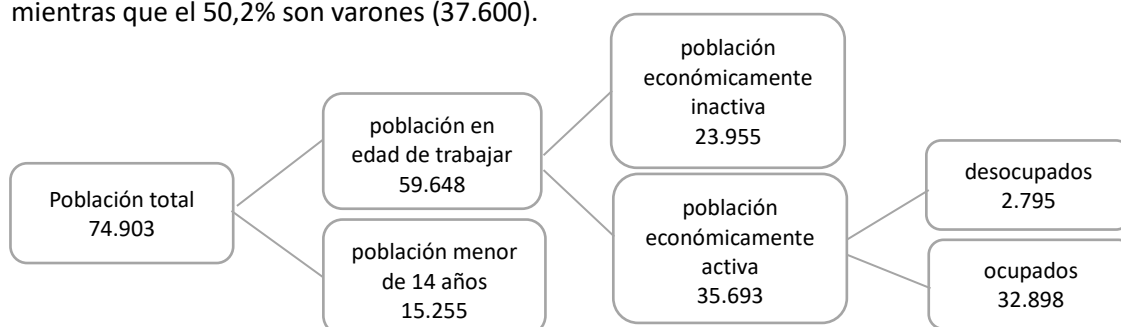 mientras que el 50,2% son varones (37.600).
Población total
74.903
población en
edad de trabajar
59.648
población menor
de 14 años
15.255
población
económicamente
inactiva
23.955
población
económicamente
activa
35.693
desocupados
2.795
ocupados
32.898